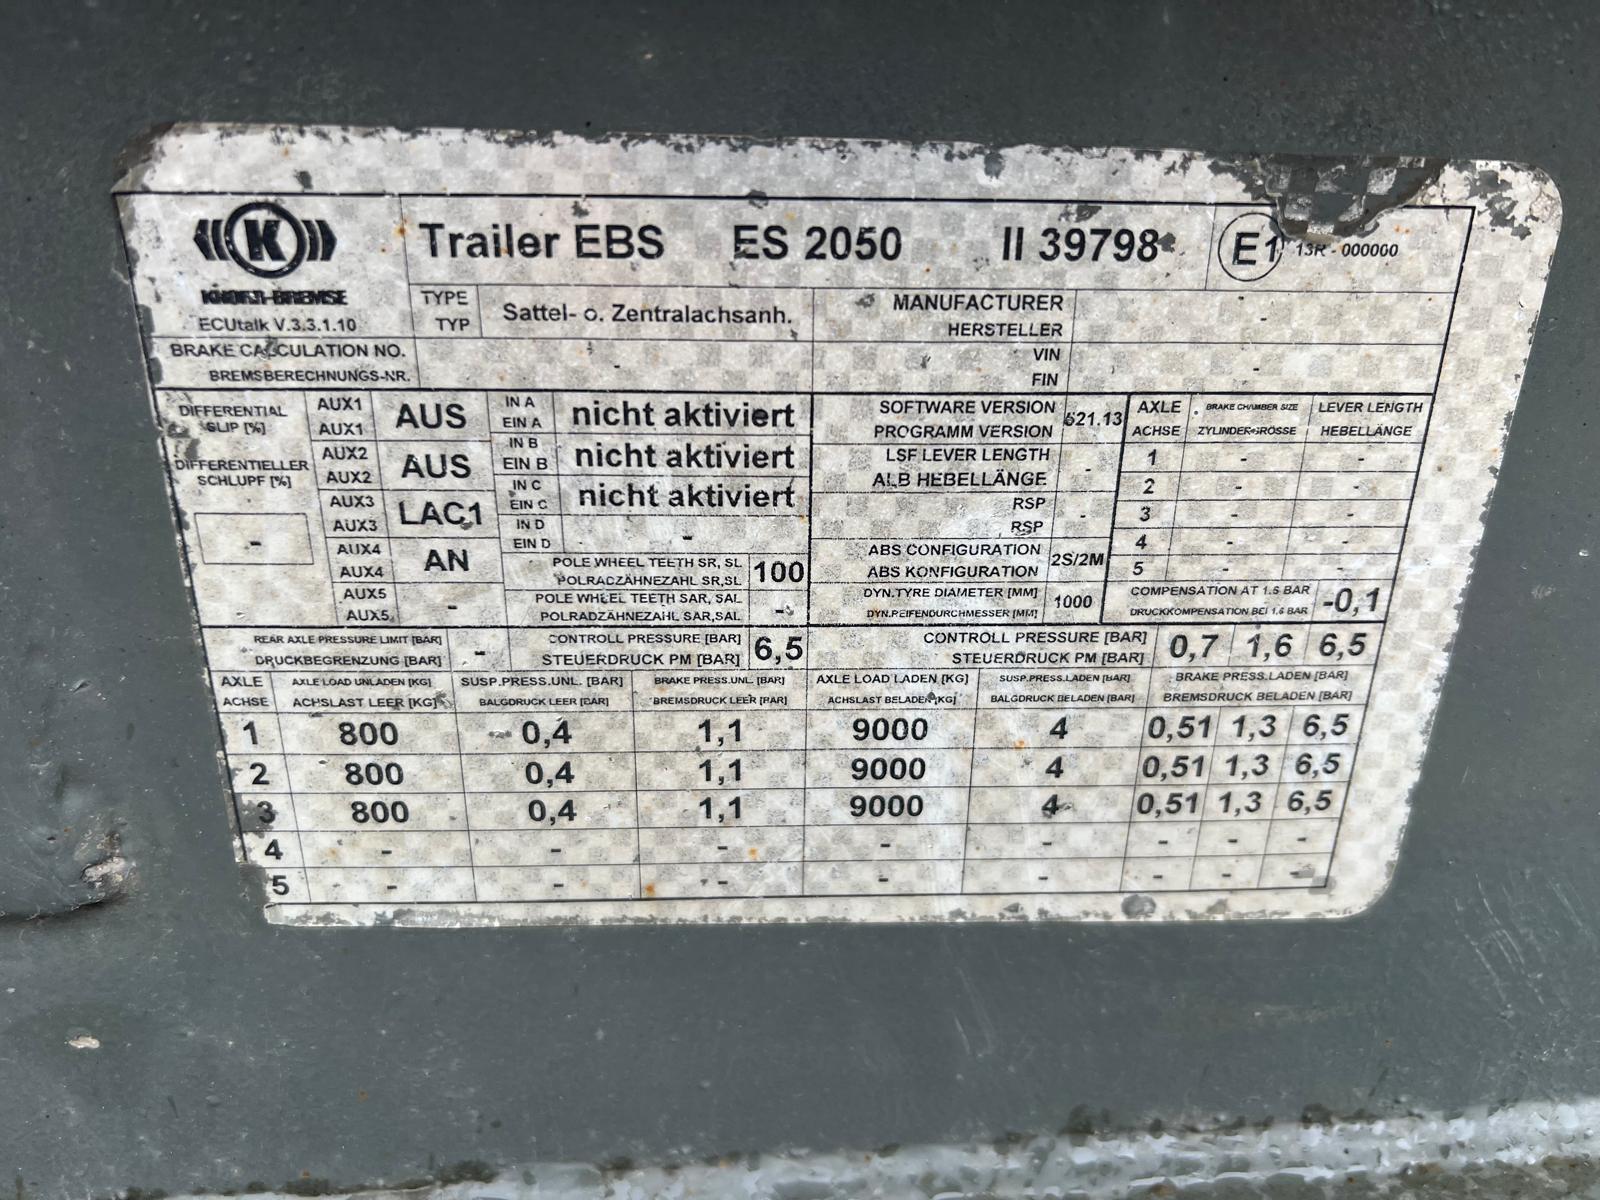 KNORR-BREMSE
ECUtalk V.3.3.1.10
Trailer EBS ES 2050 II 39798 E1 13R - 000000
TYPE
TYP
Sattel- o. Zentralachsanh.
MANUFACTURER
HERSTELLER
-
BRAKE CALCULATION NO.
BREMSBERECHNUNGS-NR.
-
VIN
FIN
DIFFERENTIAL
SLIP [%]
DIFFERENTIELLER
SCHLUPF [%]
-
AUX1
AUX1
AUS
AUX2
AUX2
AUS
AUX3
AUX3
LAC1
AUX4
AUX4
AN
AUX5
AUX5
-
IN A
EIN A
nicht aktiviert
IN B
EIN B
nicht aktiviert
IN C
EIN C
nicht aktiviert
IN D
EIN D
-
POLE WHEEL TEETH SR, SL
POLRADZÄHNEZAHL SR,SL
100
POLE WHEEL TEETH SAR, SAL
POLRADZÄHNEZAHL SAR,SAL
-
SOFTWARE VERSION
PROGRAMM VERSION
621.13
LSF LEVER LENGTH
ALB HEBELLÄNGE
-
RSP
RSP
-
ABS CONFIGURATION
ABS KONFIGURATION
2S/2M
DYN.TYRE DIAMETER [MM]
DYN.REIFENDURCHMESSER [MM]
1000
AXLE BRAKE CHAMBER SIZE LEVER LENGTH
ACHSE ZYLINDERGRÖSSE HEBELLÄNGE
1 - -
2 - -
3 - -
4 - -
5 - -
COMPENSATION AT 1.6 BAR
DRUCKKOMPENSATION BEI 1.6 BAR
-0,1
REAR AXLE PRESSURE LIMIT [BAR]
DRUCKBEGRENZUNG [BAR]
-
CONTROLL PRESSURE [BAR]
STEUERDRUCK PM [BAR]
6,5
CONTROLL PRESSURE [BAR]
STEUERDRUCK PM [BAR]
0,7 1,6 6,5
AXLE AXLE LOAD UNLADEN [KG] SUSP.PRESS.UNL. [BAR] BRAKE PRESS.UNL. [BAR] AXLE LOAD LADEN [KG] SUSP.PRESS.LADEN [BAR] BRAKE PRESS.LADEN [BAR]
ACHSE ACHSLAST LEER [KG] BALGDRUCK LEER [BAR] BREMSDRUCK LEER [BAR] ACHSLAST BELADEN [KG] BALGDRUCK BELADEN [BAR] BREMSDRUCK BELADEN [BAR]
1 800 0,4 1,1 9000 4 0,51 1,3 6,5
2 800 0,4 1,1 9000 4 0,51 1,3 6,5
3 800 0,4 1,1 9000 4 0,51 1,3 6,5
4 - - - - - - - -
5 - - - - - - - -